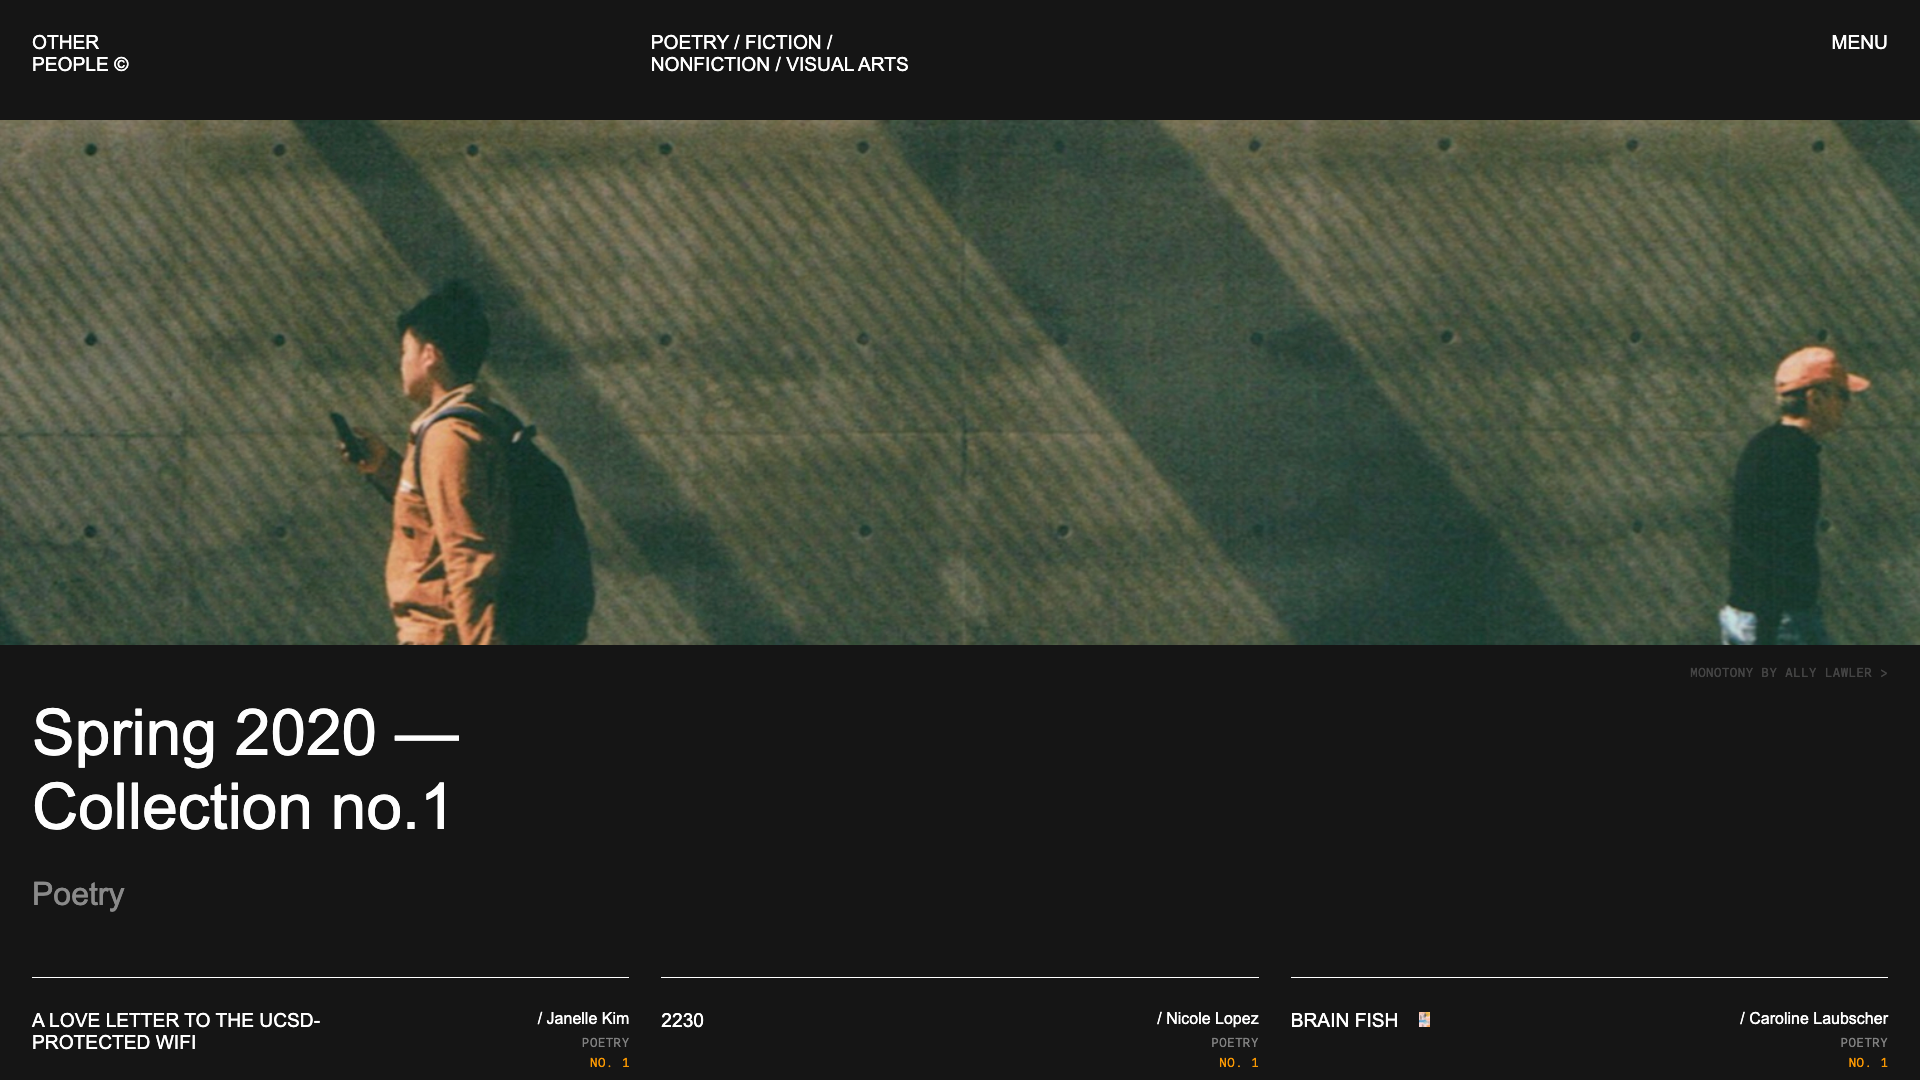 OTHER
PEOPLE ©
POETRY / FICTION /
NONFICTION / VISUAL ARTS
MENU
MONOTONY BY ALLY LAWLER >
Spring 2020 —
Collection no.1
Poetry
A LOVE LETTER TO THE UCSD-
PROTECTED WIFI
/ Janelle Kim
POETRY
NO. 1
2230
/ Nicole Lopez
POETRY
NO. 1
BRAIN FISH
/ Caroline Laubscher
POETRY
NO. 1